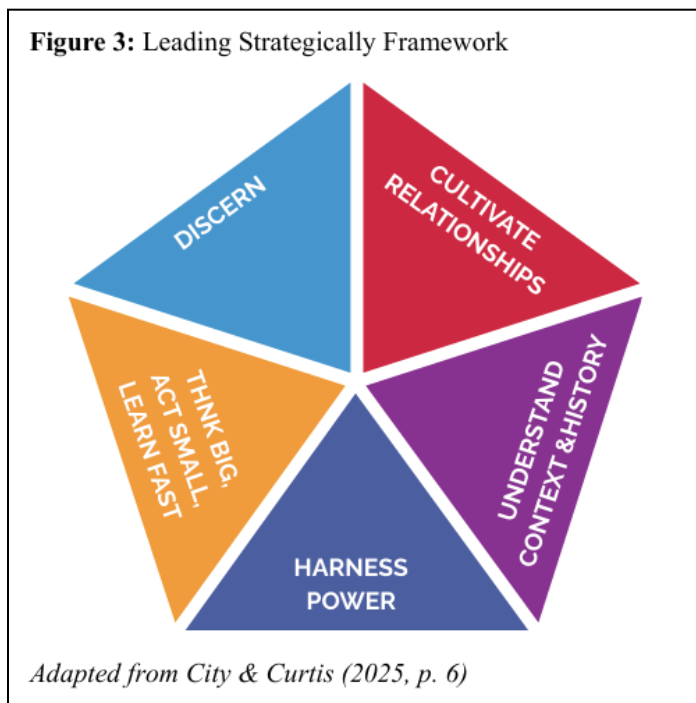 Figure 3: Leading Strategically Framework
DISCERN
CULTIVATE
RELATIONSHIPS
UNDERSTAND
CONTEXT &HISTORY
HARNESS
POWER
THNK BIG,
ACT SMALL,
LEARN FAST
Adapted from City & Curtis (2025, p. 6)